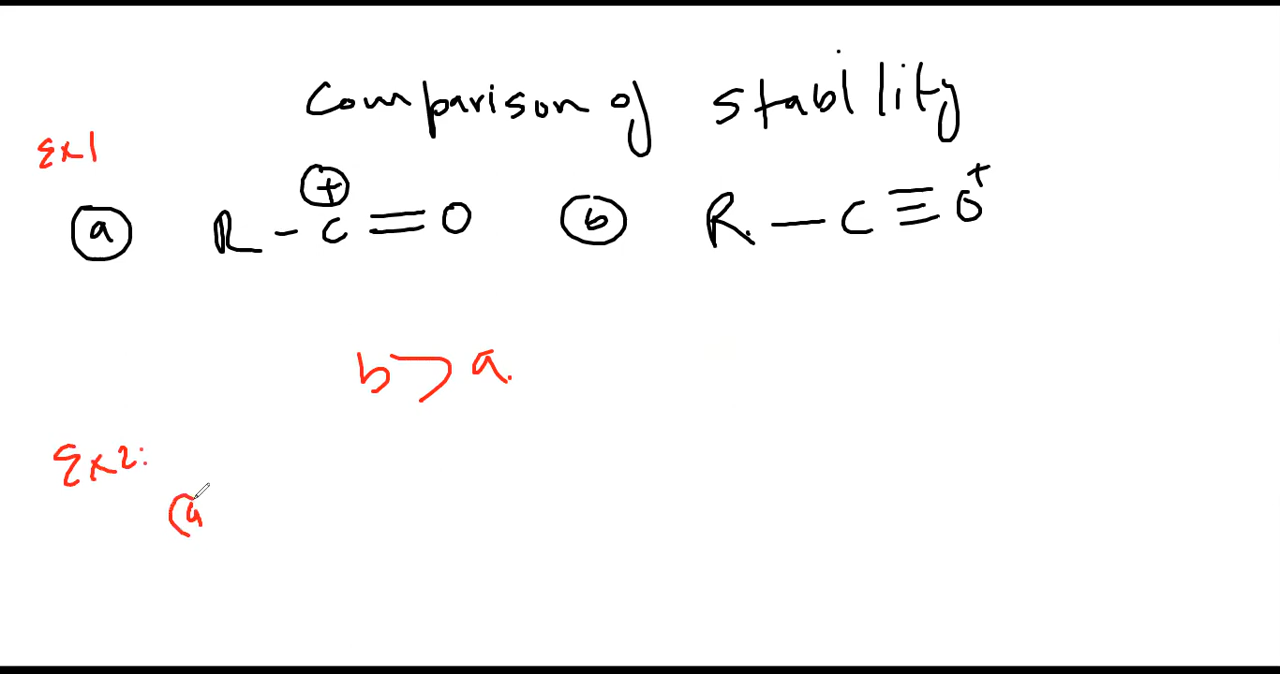 Comparison of stability
Ex1
(a) R - C⊕ = O (b) R. — C ≡ O⁺
b > a.
Ex2:
(a